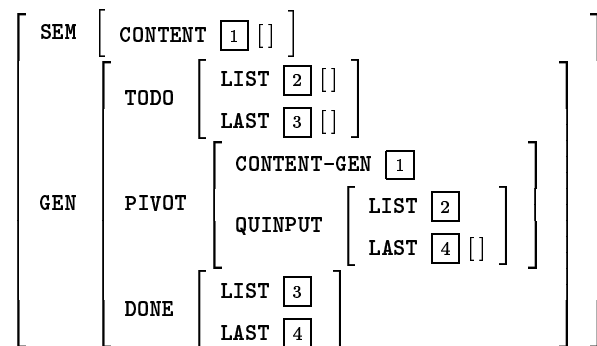 SEM [ CONTENT 1 [] ]
TODO [ LIST 2 []
LAST 3 [] ]
CONTENT-GEN 1
GEN PIVOT QUINPUT [ LIST 2
LAST 4 [] ]
DONE [ LIST 3
LAST 4 ]